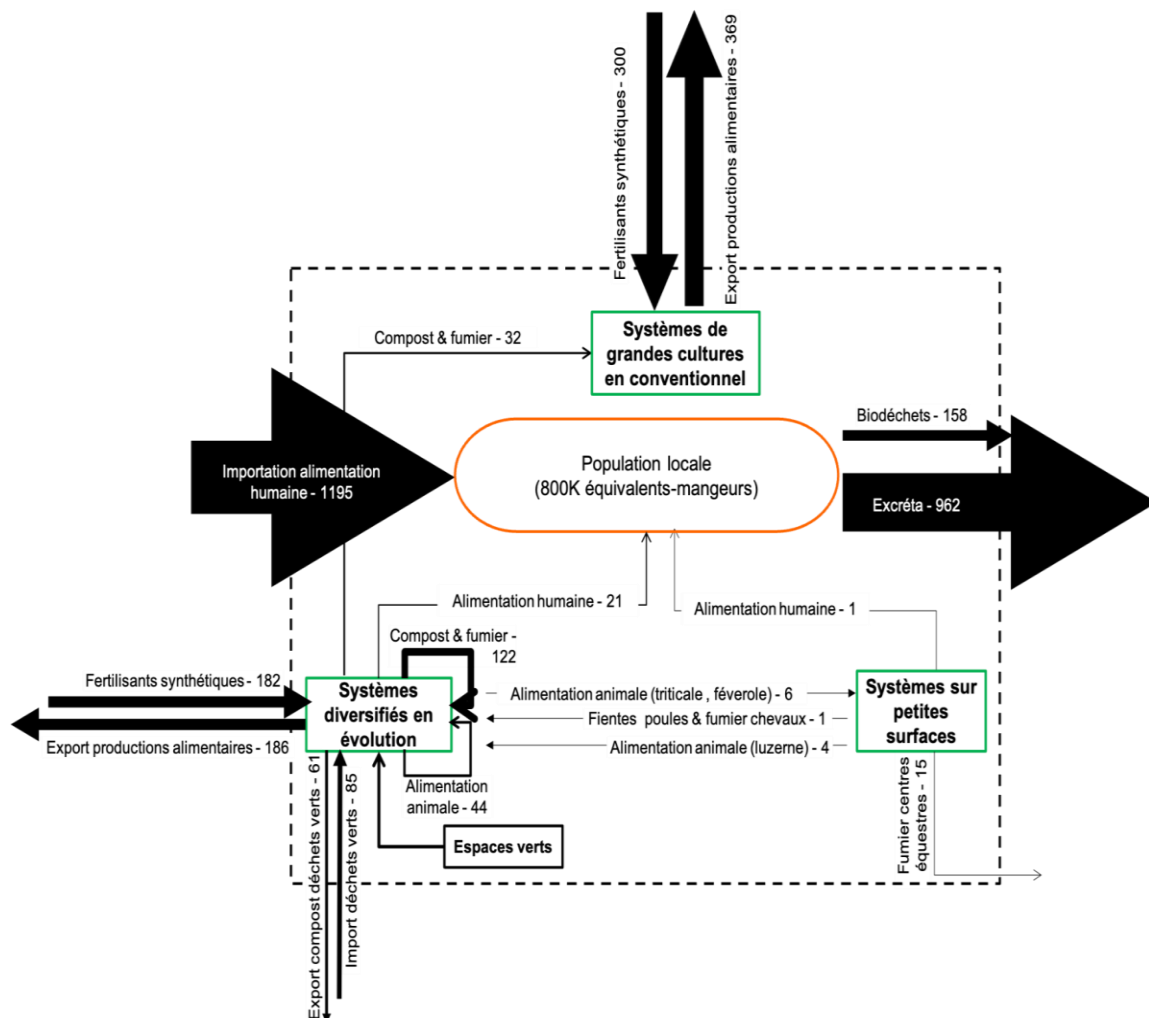 Fertilisants synthétiques - 300
Export productions alimentaires - 369
Systèmes de
grandes cultures
en conventionnel
Compost & fumier - 32
Importation alimentation
humaine - 1195
Population locale
(800K équivalents-mangeurs)
Biodéchets - 158
Excréta - 962
Alimentation humaine - 21
Alimentation humaine - 1
Compost & fumier -
122
Fertilisants synthétiques - 182
Export productions alimentaires - 186
Systèmes
diversifiés en
évolution
Alimentation animale (triticale , féverole) - 6
Fientes poules & fumier chevaux - 1
Alimentation animale (luzerne) - 4
Systèmes sur
petites
surfaces
Alimentation
animale - 44
Espaces verts
Export compost déchets verts - 61
Import déchets verts - 85
Fumier centres
équestres - 15